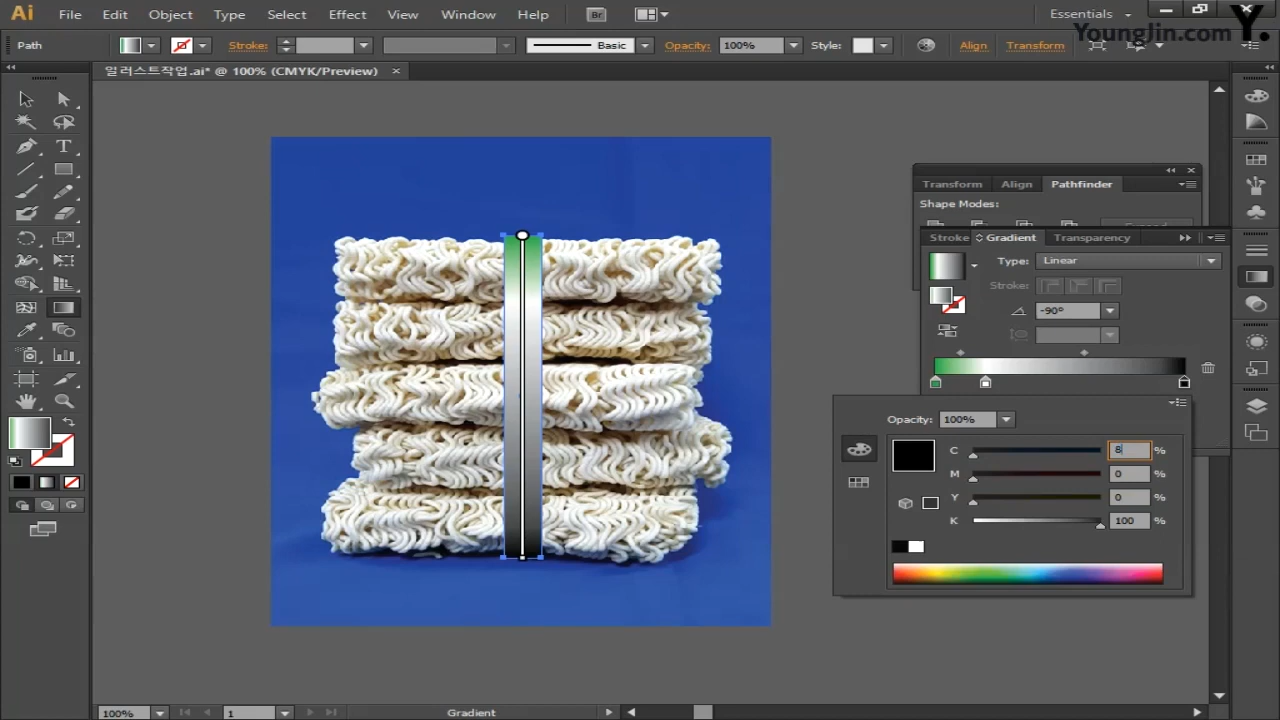 Ai File Edit Object Type Select Effect View Window Help Br Essentials
YoungJin.com Y.
Path Stroke: Basic Opacity: 100% Style: Align Transform
일러스트작업.ai* @ 100% (CMYK/Preview) ×
Transform Align Pathfinder
Shape Modes:
Stroke Gradient Transparency
Type: Linear
Stroke:
-90°
Opacity: 100%
C 8 %
M 0 %
Y 0 %
K 100 %
100% 1 Gradient